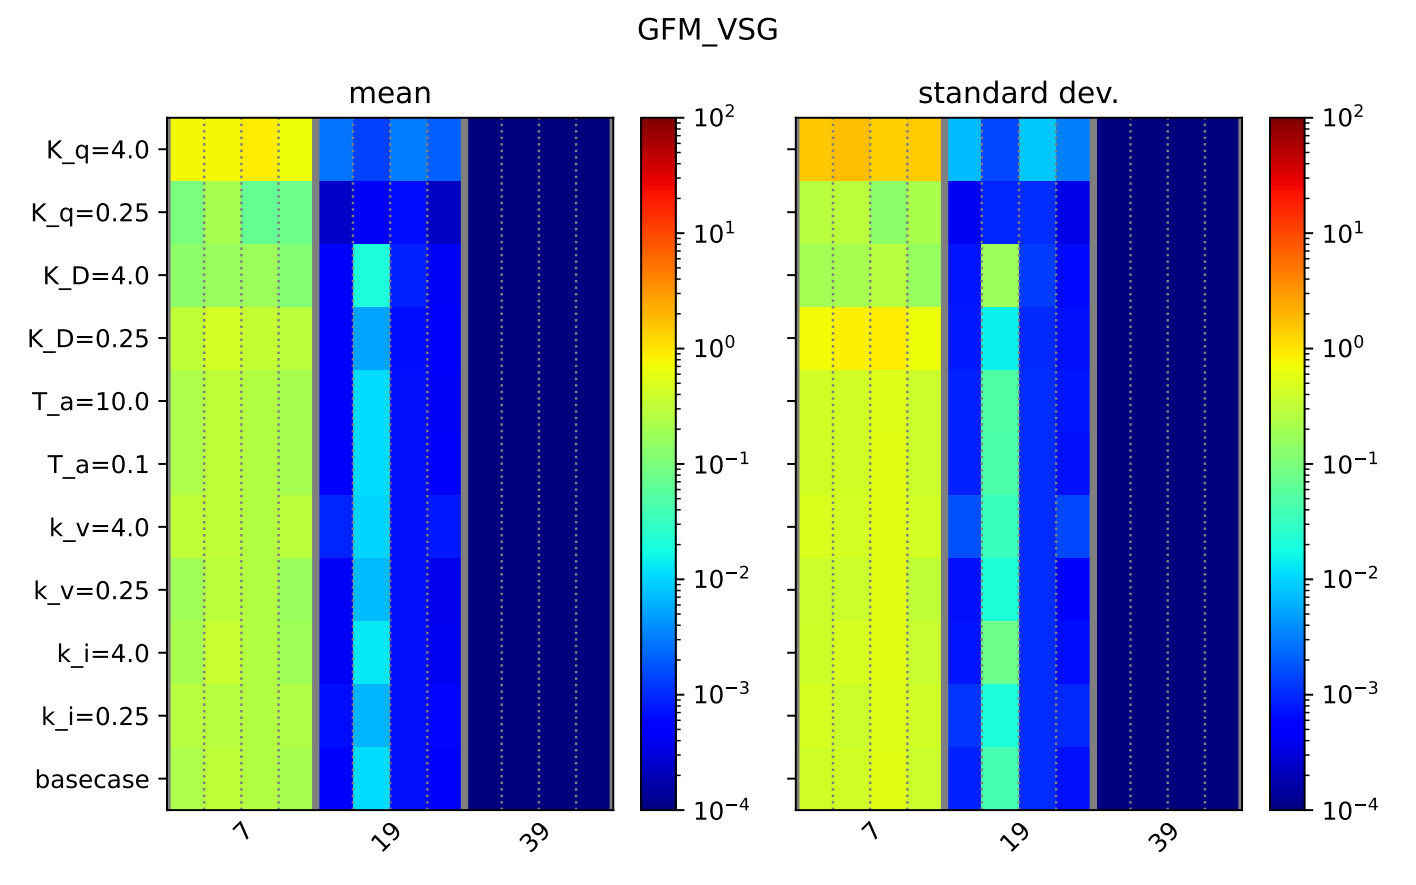 GFM_VSG
mean
standard dev.
K_q=4.0
K_q=0.25
K_D=4.0
K_D=0.25
T_a=10.0
T_a=0.1
k_v=4.0
k_v=0.25
k_i=4.0
k_i=0.25
basecase
7
19
39
10²
10¹
10⁰
10⁻¹
10⁻²
10⁻³
10⁻⁴
7
19
39
10²
10¹
10⁰
10⁻¹
10⁻²
10⁻³
10⁻⁴